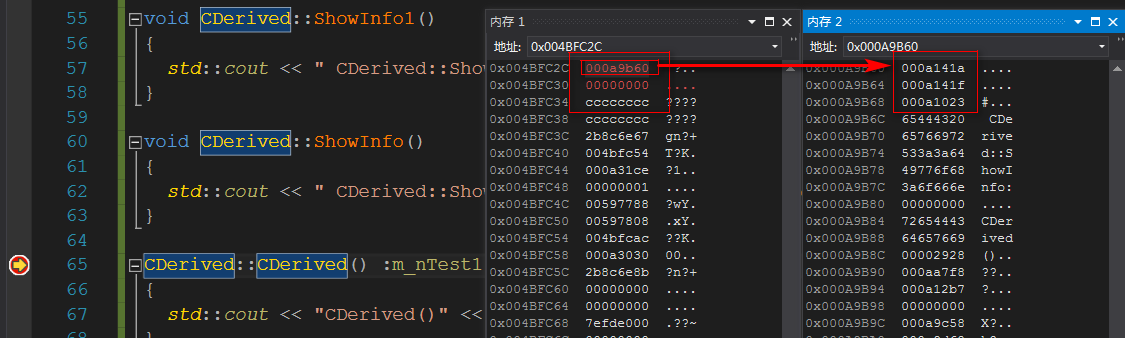 55 void CDerived::ShowInfo1()
56 {
57 std::cout << " CDerived::Sho
58 }
59
60 void CDerived::ShowInfo()
61 {
62 std::cout << " CDerived::Sho
63 }
64
65 CDerived::CDerived() :m_nTest1
66 {
67 std::cout << "CDerived()" <<
68 }
内存 1
地址: 0x004BFC2C
0x004BFC2C 000a9b60 `?..
0x004BFC30 00000000 ....
0x004BFC34 cccccccc ????
0x004BFC38 cccccccc ????
0x004BFC3C 2b8c6e67 gn?+
0x004BFC40 004bfc54 T?K.
0x004BFC44 000a31ce ?1..
0x004BFC48 00000001 ....
0x004BFC4C 00597788 ?wY.
0x004BFC50 00597808 .xY.
0x004BFC54 004bfcac ??K.
0x004BFC58 000a3030 00..
0x004BFC5C 2b8c6e8b ?n?+
0x004BFC60 00000000 ....
0x004BFC64 00000000 ....
0x004BFC68 7efde000 .??~
内存 2
地址: 0x000A9B60
000a141a ....
0x000A9B64 000a141f ....
0x000A9B68 000a1023 #...
0x000A9B6C 65444320 CDe
0x000A9B70 65766972 rive
0x000A9B74 533a3a64 d::S
0x000A9B78 49776f68 howI
0x000A9B7C 3a6f666e nfo:
0x000A9B80 00000000 ....
0x000A9B84 72654443 CDer
0x000A9B88 64657669 ived
0x000A9B8C 00002928 ()..
0x000A9B90 000aa7f8 ??..
0x000A9B94 000a12b7 ?...
0x000A9B98 00000000 ....
0x000A9B9C 000a9c58 X?..